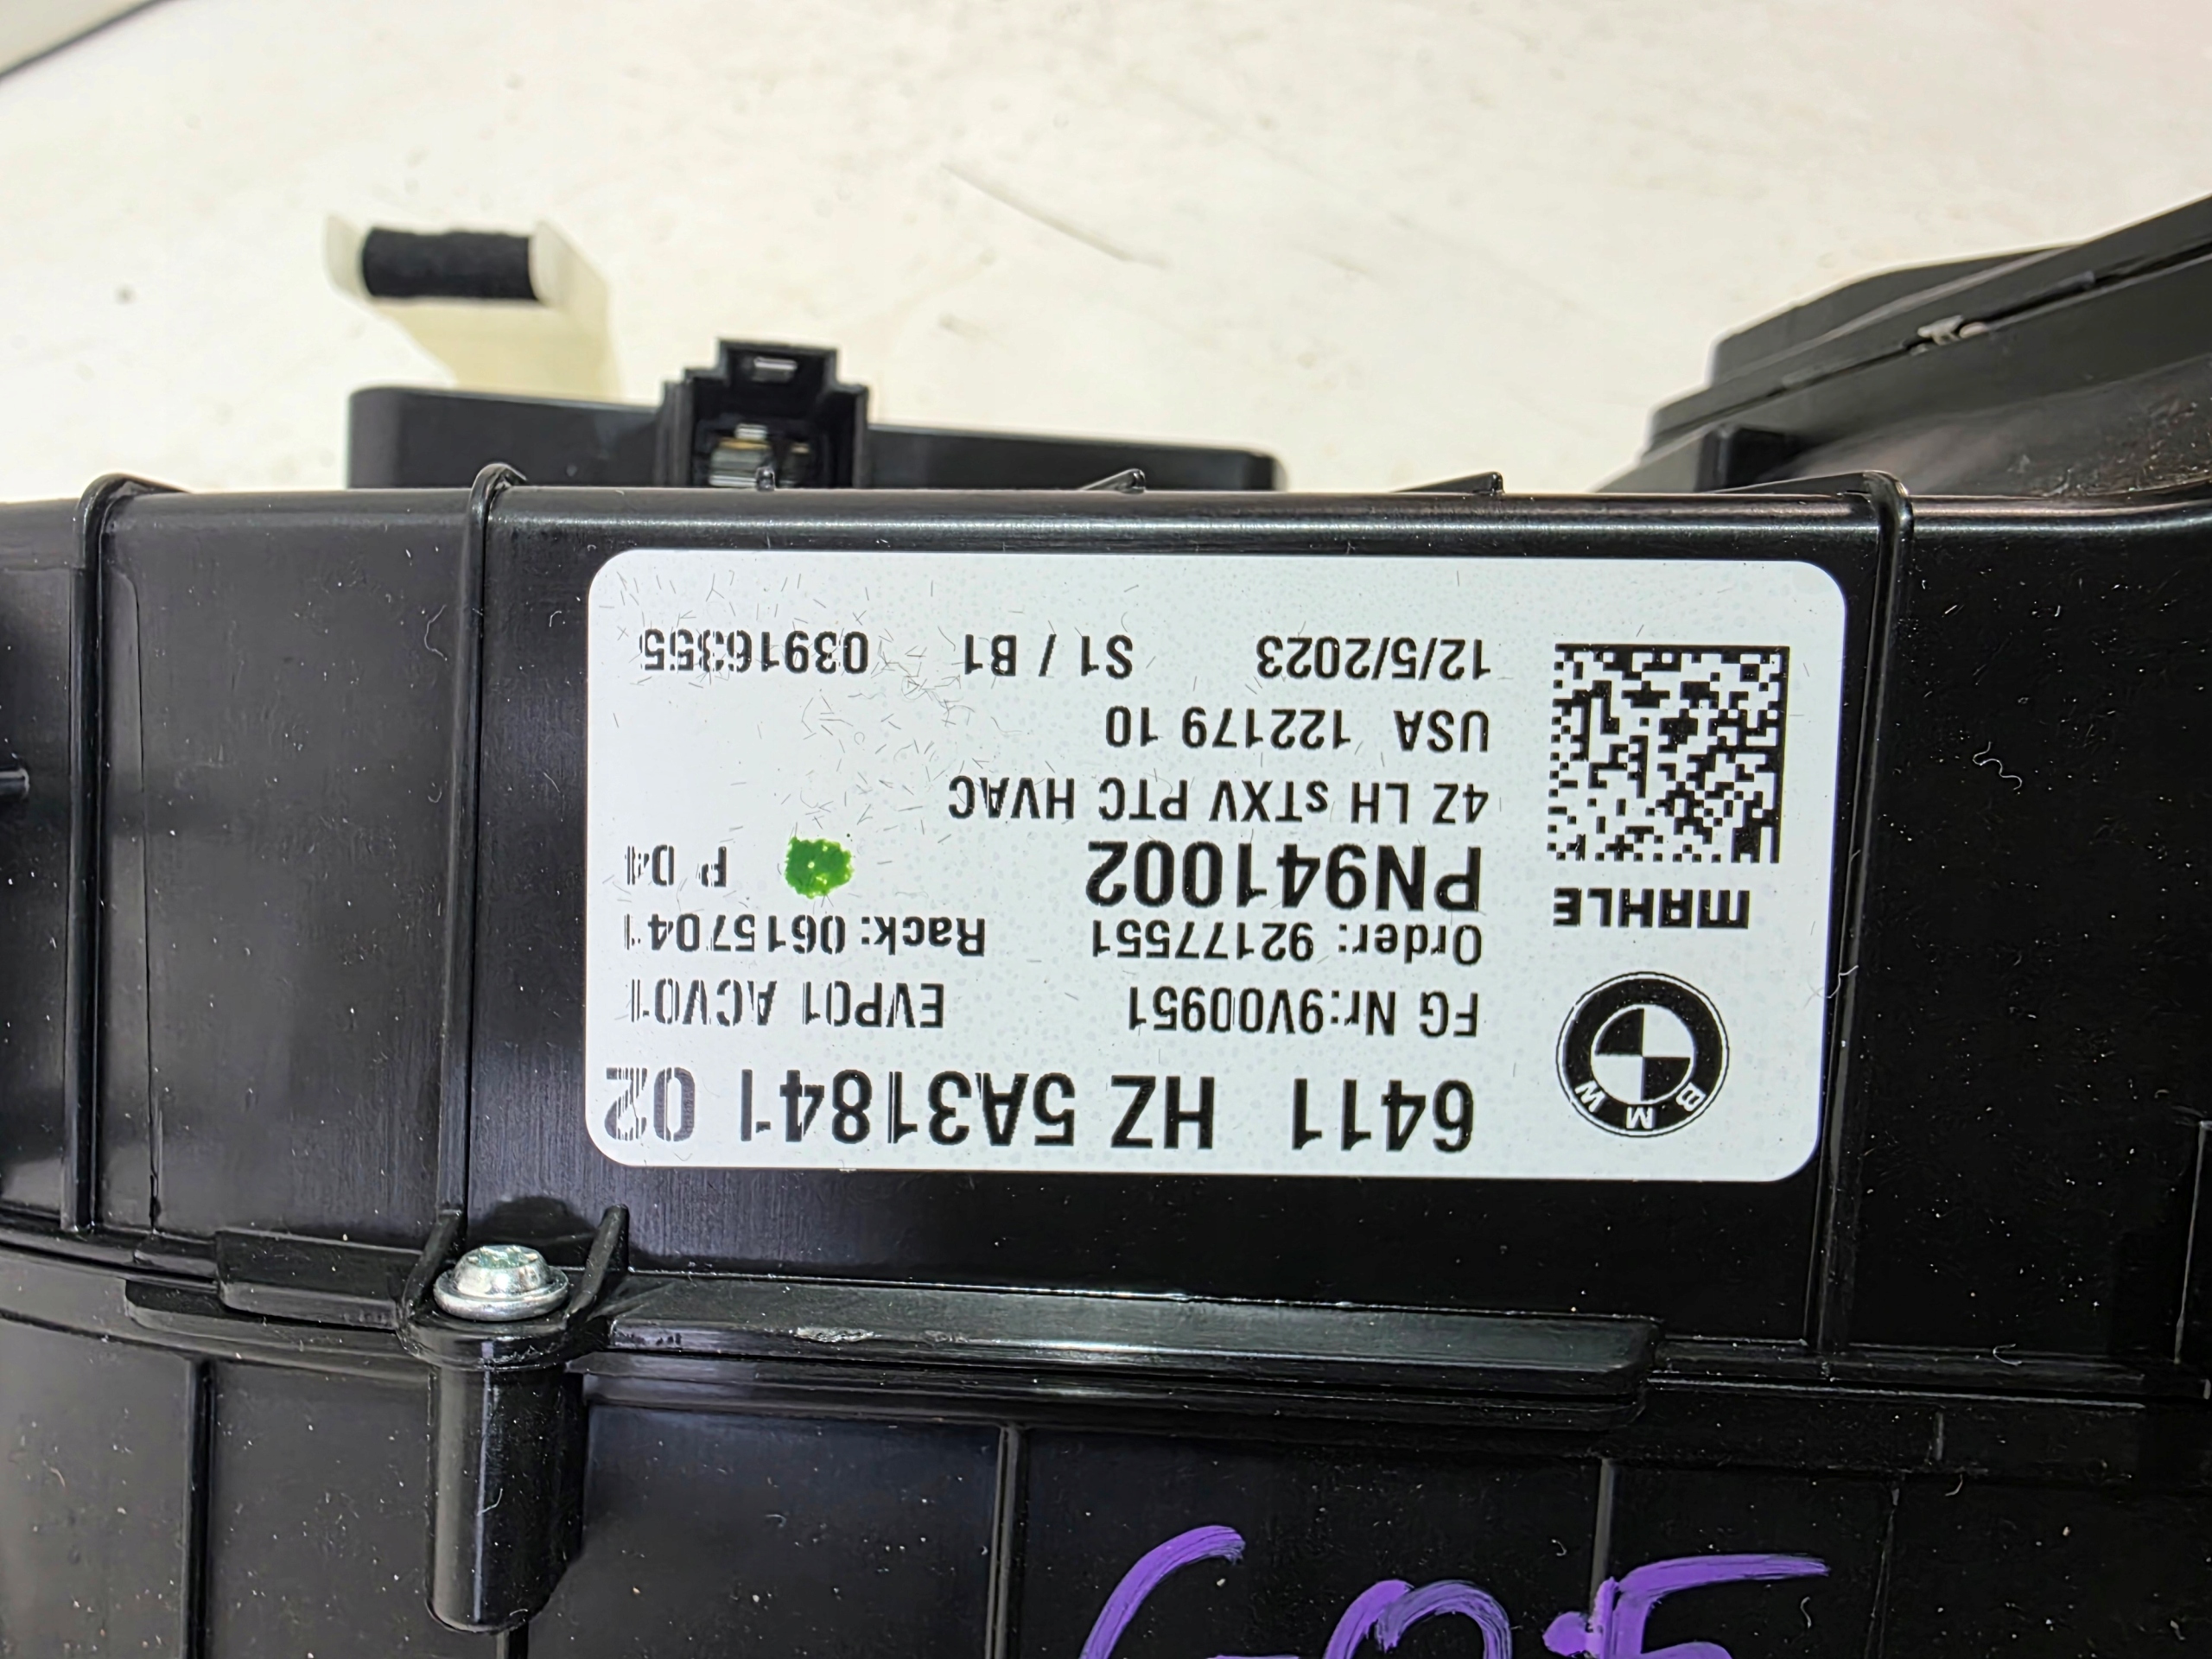 6411 HZ 5A31841 02
FG Nr:9V00951 EVP01 ACV01
Order: 92177551 Rack: 06157041
PN941002 P 04
4Z LH sTXV PTC HVAC
USA 122179 10
12/5/2023 S1 / B1 03916355
BMW
MAHLE
G05